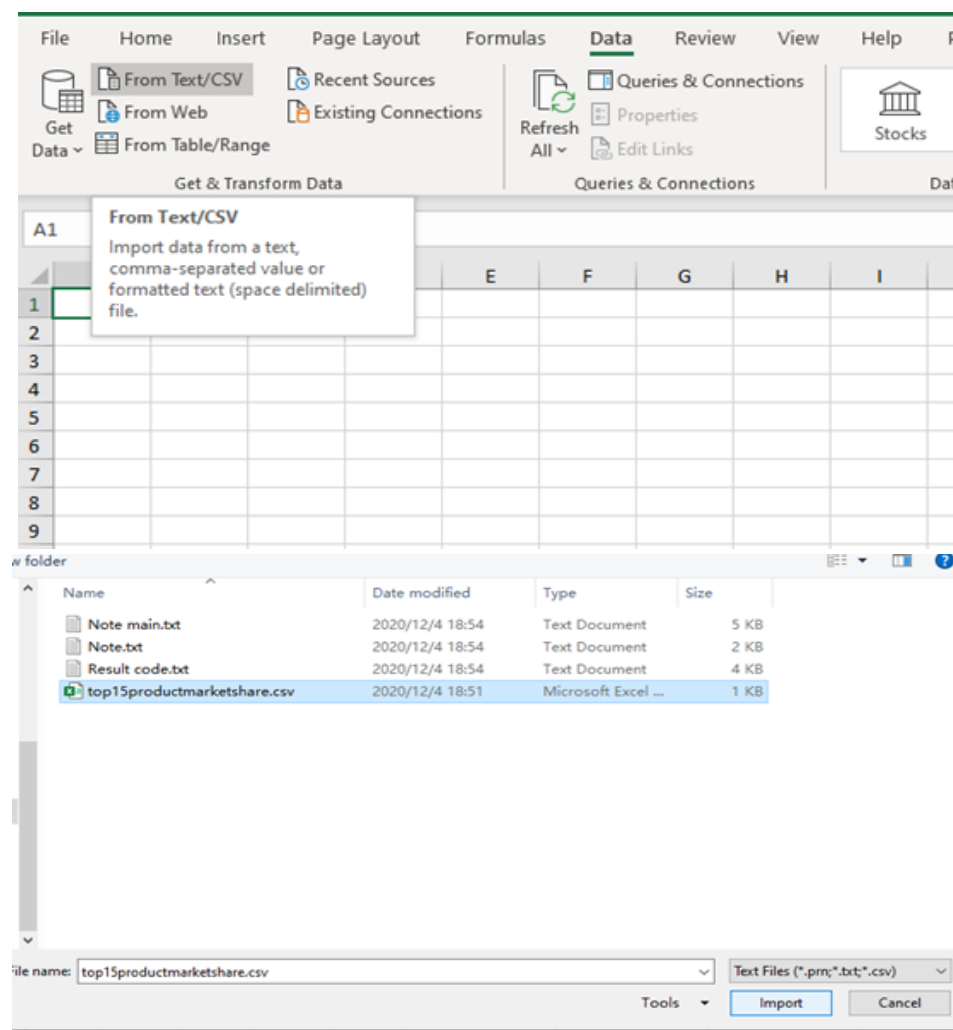 File Home Insert Page Layout Formulas Data Review View Help
From Text/CSV Recent Sources Queries & Connections
From Web Existing Connections Properties
Get Data From Table/Range Refresh All Edit Links Stocks
Get & Transform Data Queries & Connections Dat
A1
From Text/CSV
Import data from a text,
comma-separated value or
formatted text (space delimited)
file.
E F G H I
1
2
3
4
5
6
7
8
9
w folder
Name Date modified Type Size
Note main.txt 2020/12/4 18:54 Text Document 5 KB
Note.txt 2020/12/4 18:54 Text Document 2 KB
Result code.txt 2020/12/4 18:54 Text Document 4 KB
top15productmarketshare.csv 2020/12/4 18:51 Microsoft Excel ... 1 KB
File name: top15productmarketshare.csv Text Files (*.prn;*.txt;*.csv)
Tools Import Cancel